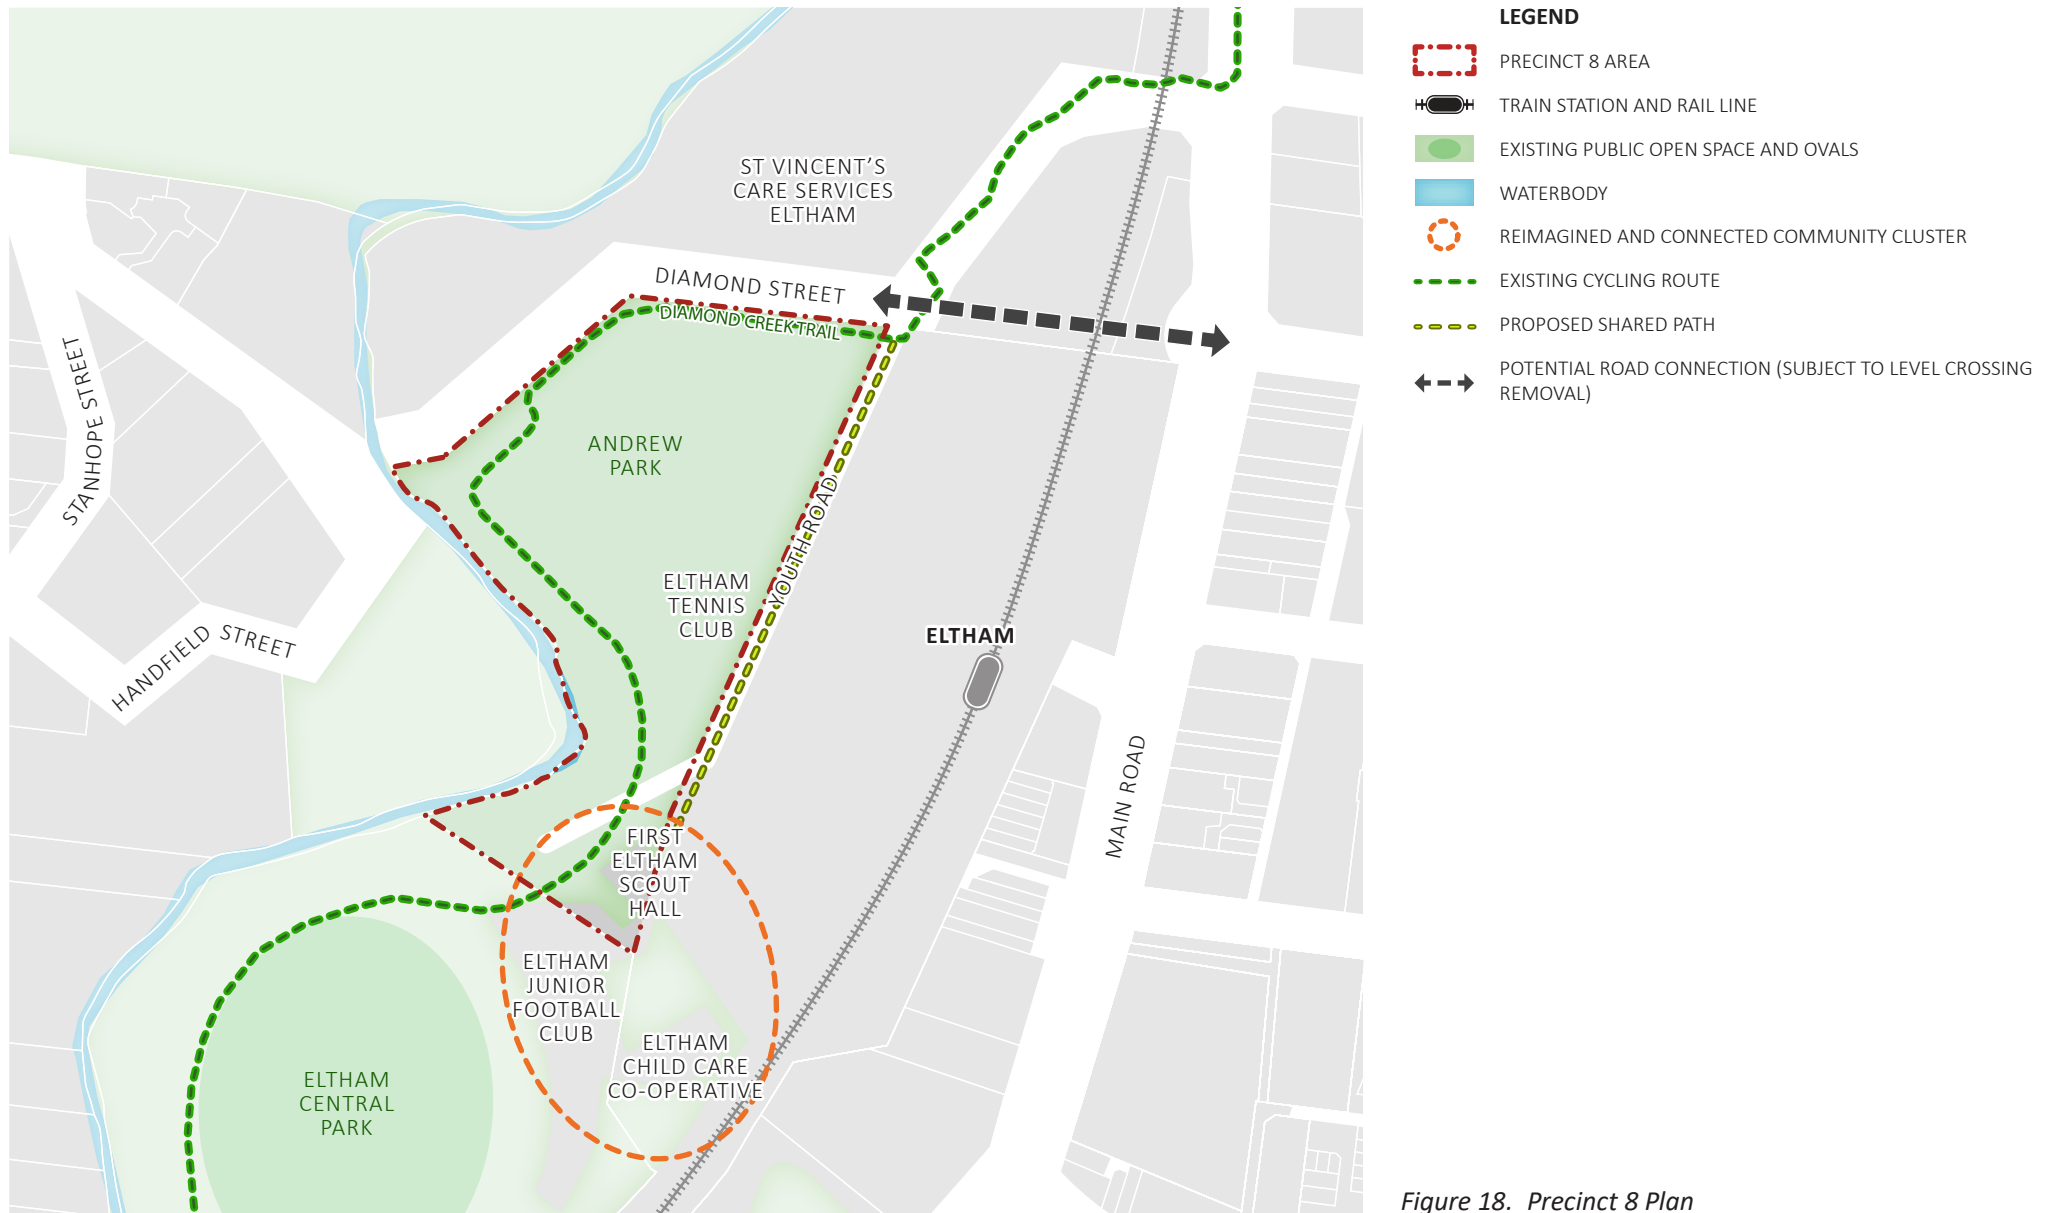 LEGEND
PRECINCT 8 AREA
TRAIN STATION AND RAIL LINE
EXISTING PUBLIC OPEN SPACE AND OVALS
WATERBODY
REIMAGINED AND CONNECTED COMMUNITY CLUSTER
EXISTING CYCLING ROUTE
PROPOSED SHARED PATH
POTENTIAL ROAD CONNECTION (SUBJECT TO LEVEL CROSSING
REMOVAL)
ST VINCENT'S
CARE SERVICES
ELTHAM
DIAMOND STREET
DIAMOND CREEK TRAIL
STANHOPE STREET
ANDREW
PARK
YOUTH ROAD
ELTHAM
TENNIS
CLUB
HANDFIELD STREET
ELTHAM
MAIN ROAD
FIRST
ELTHAM
SCOUT
HALL
ELTHAM
JUNIOR
FOOTBALL
CLUB
ELTHAM
CHILD CARE
CO-OPERATIVE
ELTHAM
CENTRAL
PARK
Figure 18. Precinct 8 Plan